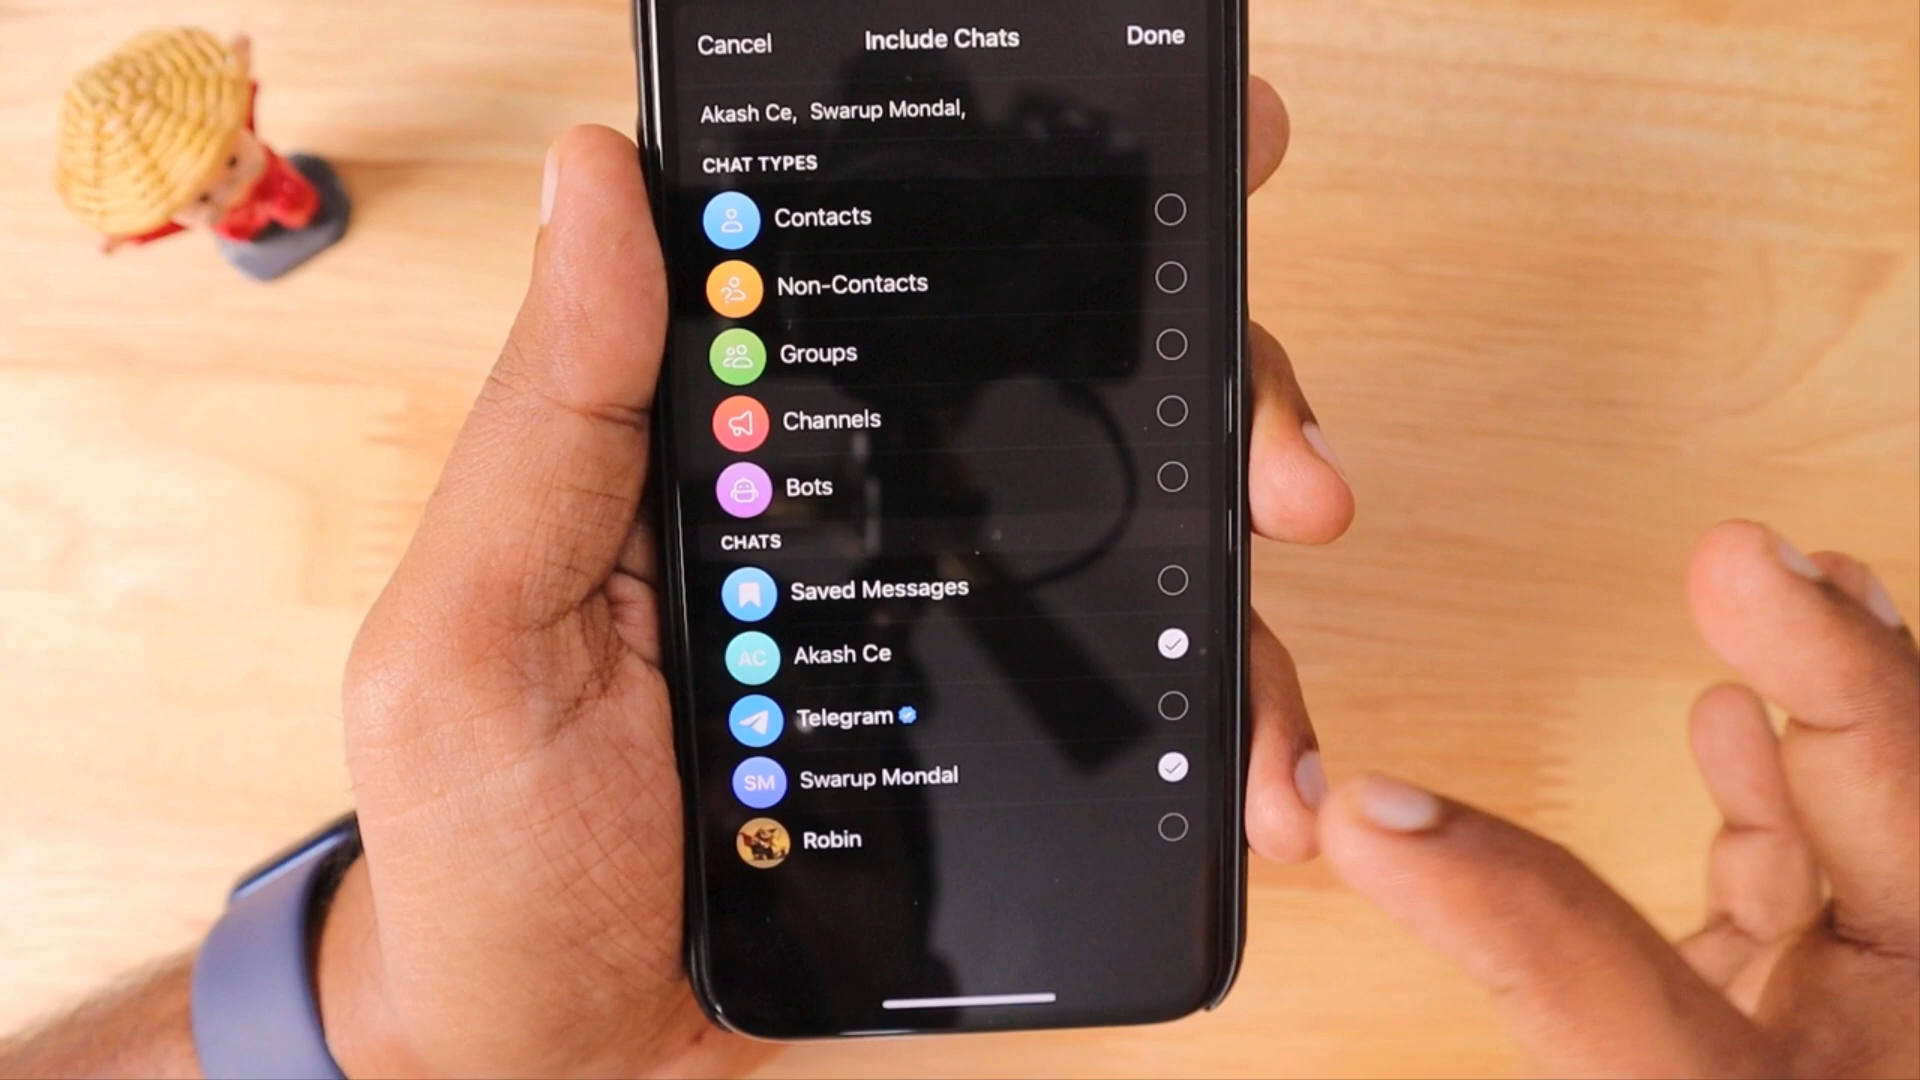 Cancel Include Chats Done
Akash Ce, Swarup Mondal,
CHAT TYPES
Contacts
Non-Contacts
Groups
Channels
Bots
CHATS
Saved Messages
AC Akash Ce
Telegram
SM Swarup Mondal
Robin